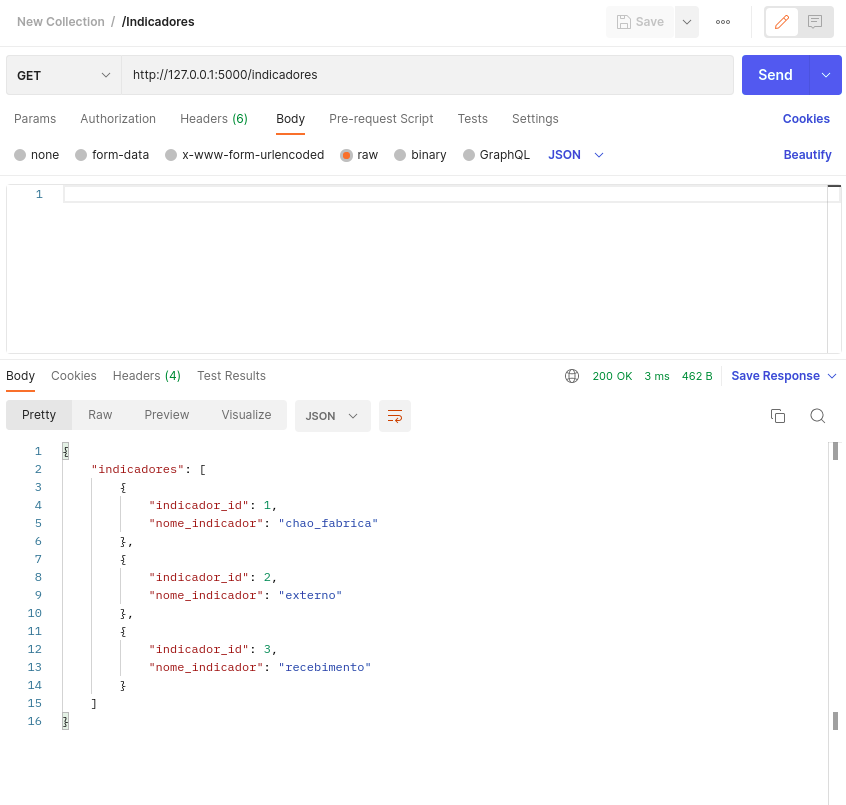 New Collection / /Indicadores Save
GET http://127.0.0.1:5000/indicadores Send
Params Authorization Headers (6) Body Pre-request Script Tests Settings Cookies
none form-data x-www-form-urlencoded raw binary GraphQL JSON Beautify
1
Body Cookies Headers (4) Test Results 200 OK 3 ms 462 B Save Response
Pretty Raw Preview Visualize JSON
1 {
2 "indicadores": [
3 {
4 "indicador_id": 1,
5 "nome_indicador": "chao_fabrica"
6 },
7 {
8 "indicador_id": 2,
9 "nome_indicador": "externo"
10 },
11 {
12 "indicador_id": 3,
13 "nome_indicador": "recebimento"
14 }
15 ]
16 }